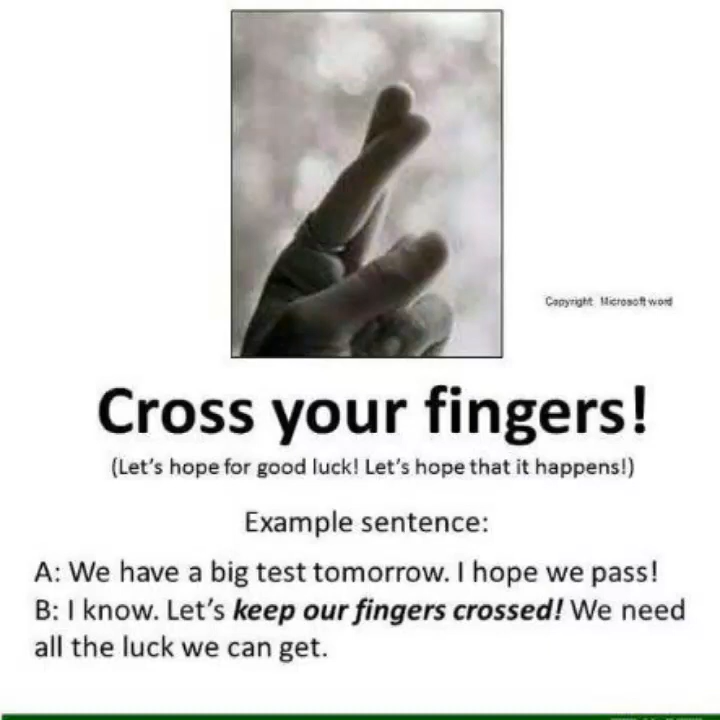 Copyright Microsoft word
Cross your fingers!
(Let's hope for good luck! Let's hope that it happens!)
Example sentence:
A: We have a big test tomorrow. I hope we pass!
B: I know. Let's keep our fingers crossed! We need
all the luck we can get.